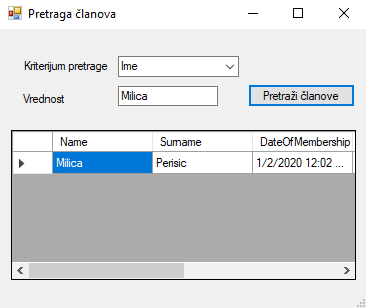 Pretraga članova
Kriterijum pretrage Ime
Vrednost Milica Pretraži članove
Name Surname DateOfMembership
Milica Perisic 1/2/2020 12:02 ...